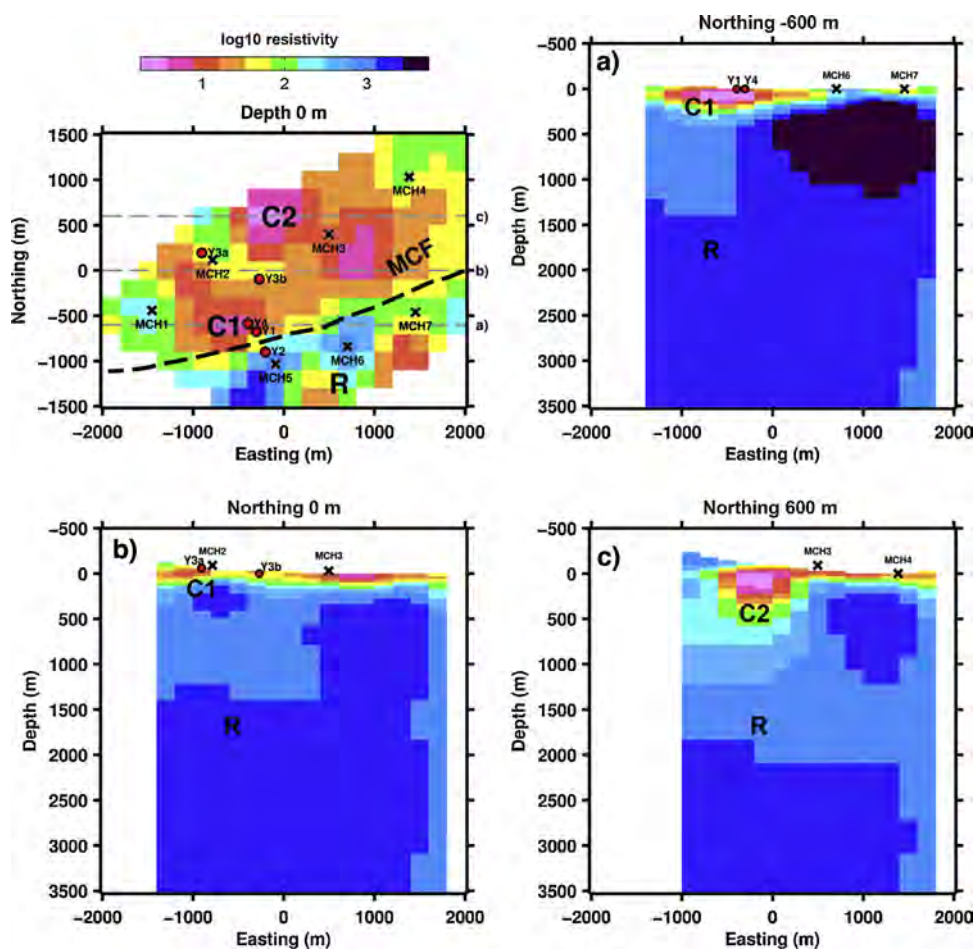 log10 resistivity
1 2 3
Depth 0 m
1500
1000
500
0
−500
−1000
−1500
Northing (m)
−2000 −1000 0 1000 2000
Easting (m)
MCH4
C2
c)
MCH3
Y3a
MCH2
MCF
b)
Y3b
MCH1
C1
Y4
Y1
MCH7
a)
Y2
MCH6
MCH5
R
Northing -600 m
a)
−500
0
500
1000
1500
2000
2500
3000
3500
Depth (m)
Y1 Y4 MCH6 MCH7
C1
R
−2000 −1000 0 1000 2000
Easting (m)
Northing 0 m
b)
−500
0
500
1000
1500
2000
2500
3000
3500
Depth (m)
Y3a MCH2 Y3b MCH3
C1
R
−2000 −1000 0 1000 2000
Easting (m)
Northing 600 m
c)
−500
0
500
1000
1500
2000
2500
3000
3500
Depth (m)
MCH3 MCH4
C2
R
−2000 −1000 0 1000 2000
Easting (m)